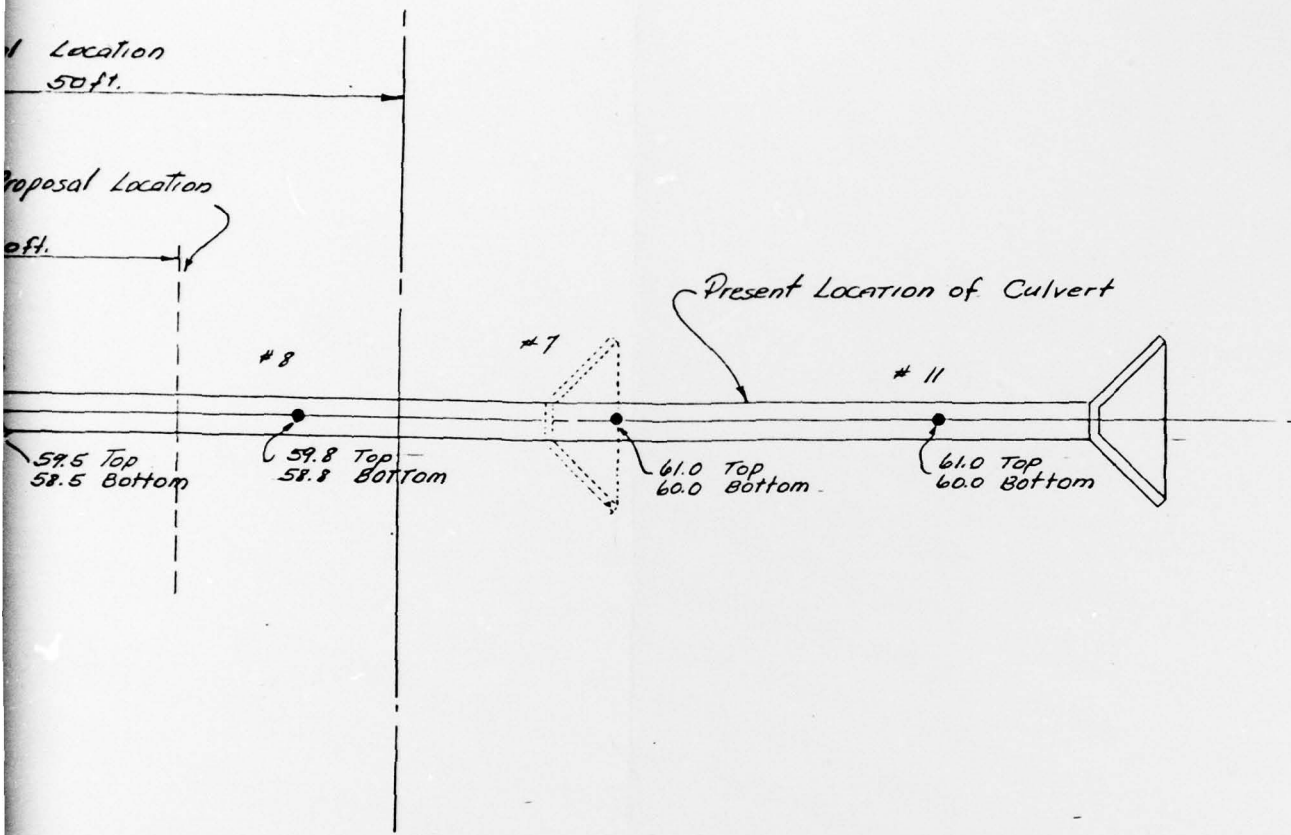 Location
50ft.
Proposal Location
0ft.
#8
#7
Present Location of Culvert
#11
59.5 Top
58.5 Bottom
59.8 Top
58.8 Bottom
61.0 Top
60.0 Bottom
61.0 Top
60.0 Bottom